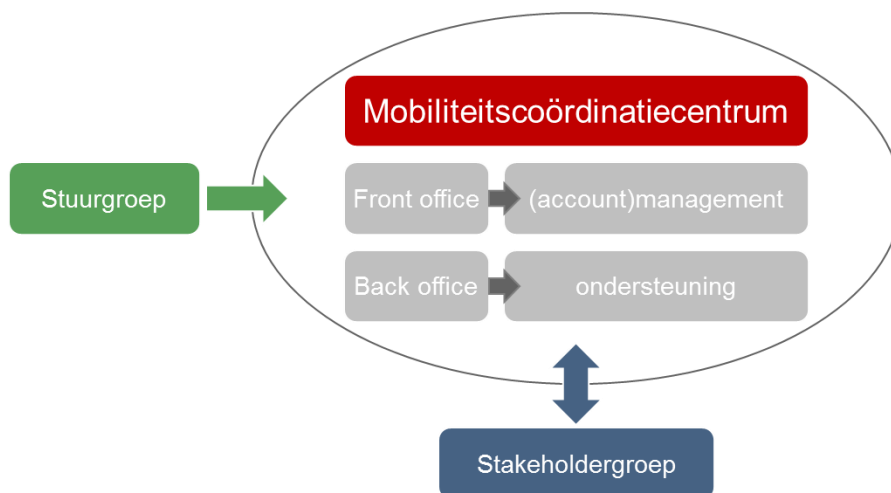 Mobiliteitscoördinatiecentrum
Stuurgroep
Front office
(account)management
Back office
ondersteuning
Stakeholdergroep